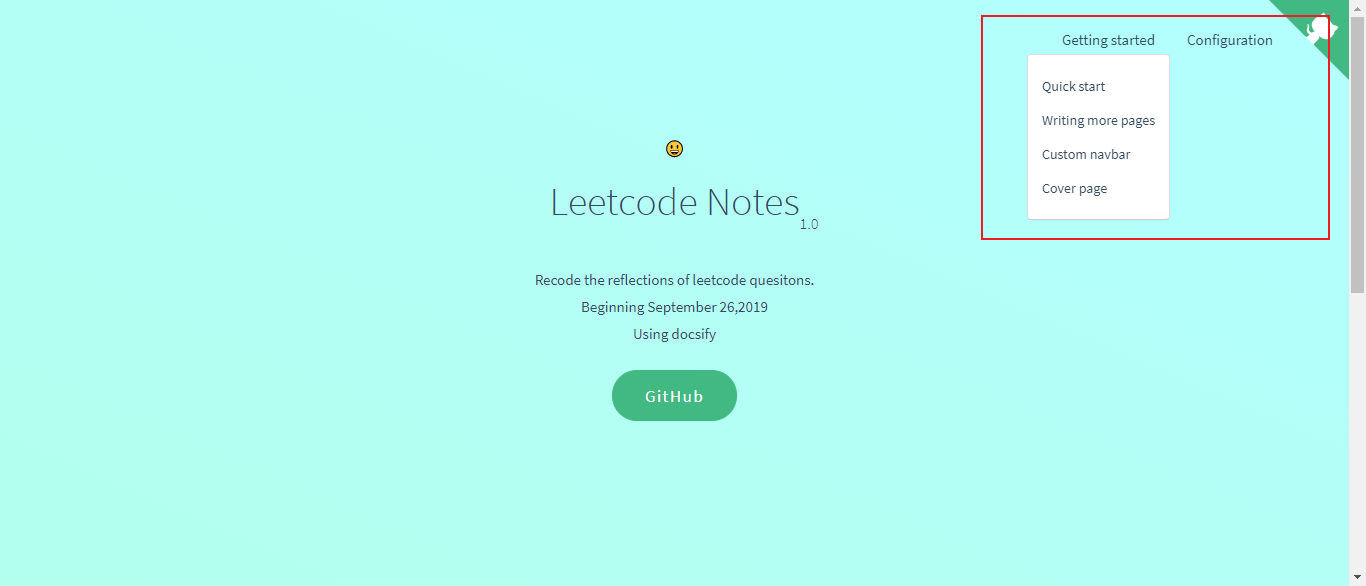 Getting started Configuration
Quick start
Writing more pages
Custom navbar
Cover page
Leetcode Notes 1.0
Recode the reflections of leetcode quesitons.
Beginning September 26,2019
Using docsify
GitHub